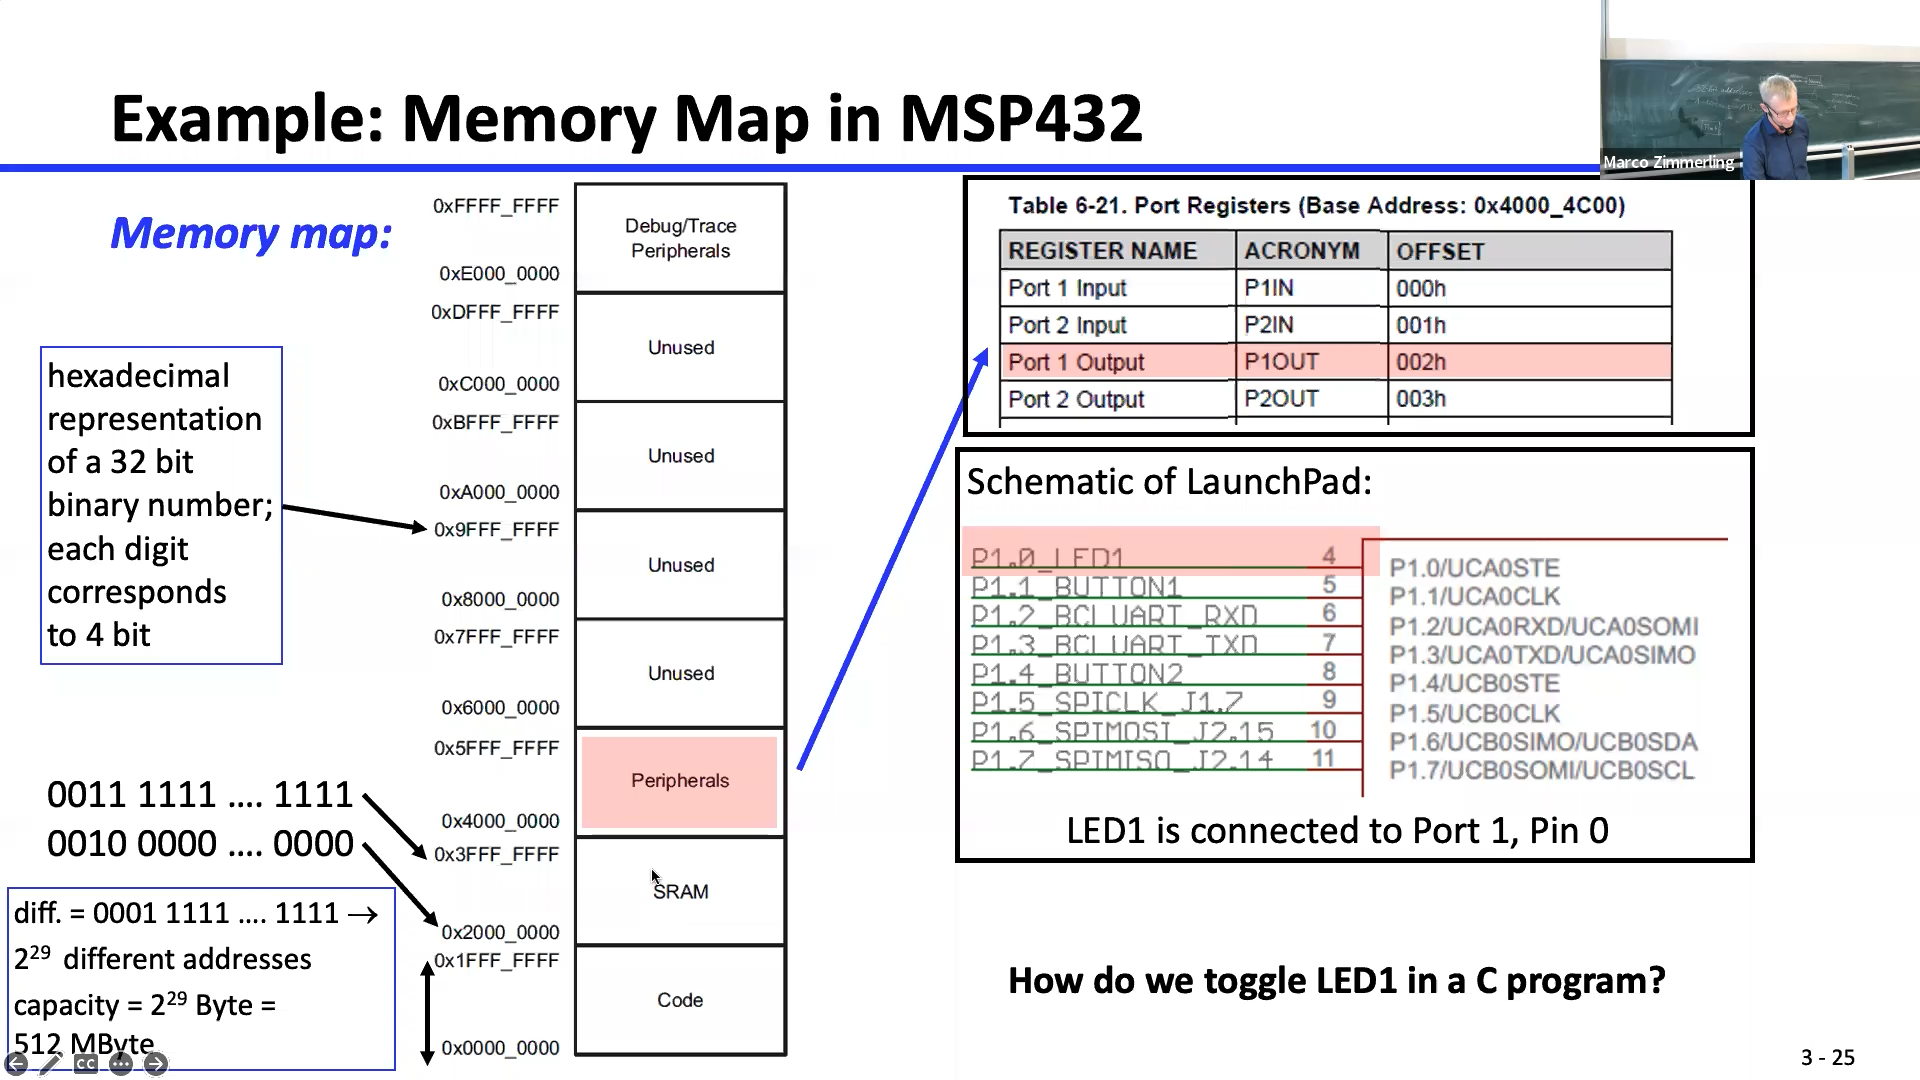 Example: Memory Map in MSP432
Marco Zimmerling
Memory map:
hexadecimal
representation
of a 32 bit
binary number;
each digit
corresponds
to 4 bit
0011 1111 .... 1111
0010 0000 .... 0000
diff. = 0001 1111 .... 1111 →
2²⁹ different addresses
capacity = 2²⁹ Byte =
512 MByte
0xFFFF_FFFF
Debug/Trace
Peripherals
0xE000_0000
0xDFFF_FFFF
Unused
0xC000_0000
0xBFFF_FFFF
Unused
0xA000_0000
0x9FFF_FFFF
Unused
0x8000_0000
0x7FFF_FFFF
Unused
0x6000_0000
0x5FFF_FFFF
Peripherals
0x4000_0000
0x3FFF_FFFF
SRAM
0x2000_0000
0x1FFF_FFFF
Code
0x0000_0000
Table 6-21. Port Registers (Base Address: 0x4000_4C00)
REGISTER NAME ACRONYM OFFSET
Port 1 Input P1IN 000h
Port 2 Input P2IN 001h
Port 1 Output P1OUT 002h
Port 2 Output P2OUT 003h
Schematic of LaunchPad:
P1.0_LED1 4 P1.0/UCA0STE
P1.1_BUTTON1 5 P1.1/UCA0CLK
P1.2_BCLUART_RXD 6 P1.2/UCA0RXD/UCA0SOMI
P1.3_BCLUART_TXD 7 P1.3/UCA0TXD/UCA0SIMO
P1.4_BUTTON2 8 P1.4/UCB0STE
P1.5_SPICLK_J1.7 9 P1.5/UCB0CLK
P1.6_SPIMOSI_J2.15 10 P1.6/UCB0SIMO/UCB0SDA
P1.7_SPIMISO_J2.14 11 P1.7/UCB0SOMI/UCB0SCL
LED1 is connected to Port 1, Pin 0
How do we toggle LED1 in a C program?
CC
3 - 25